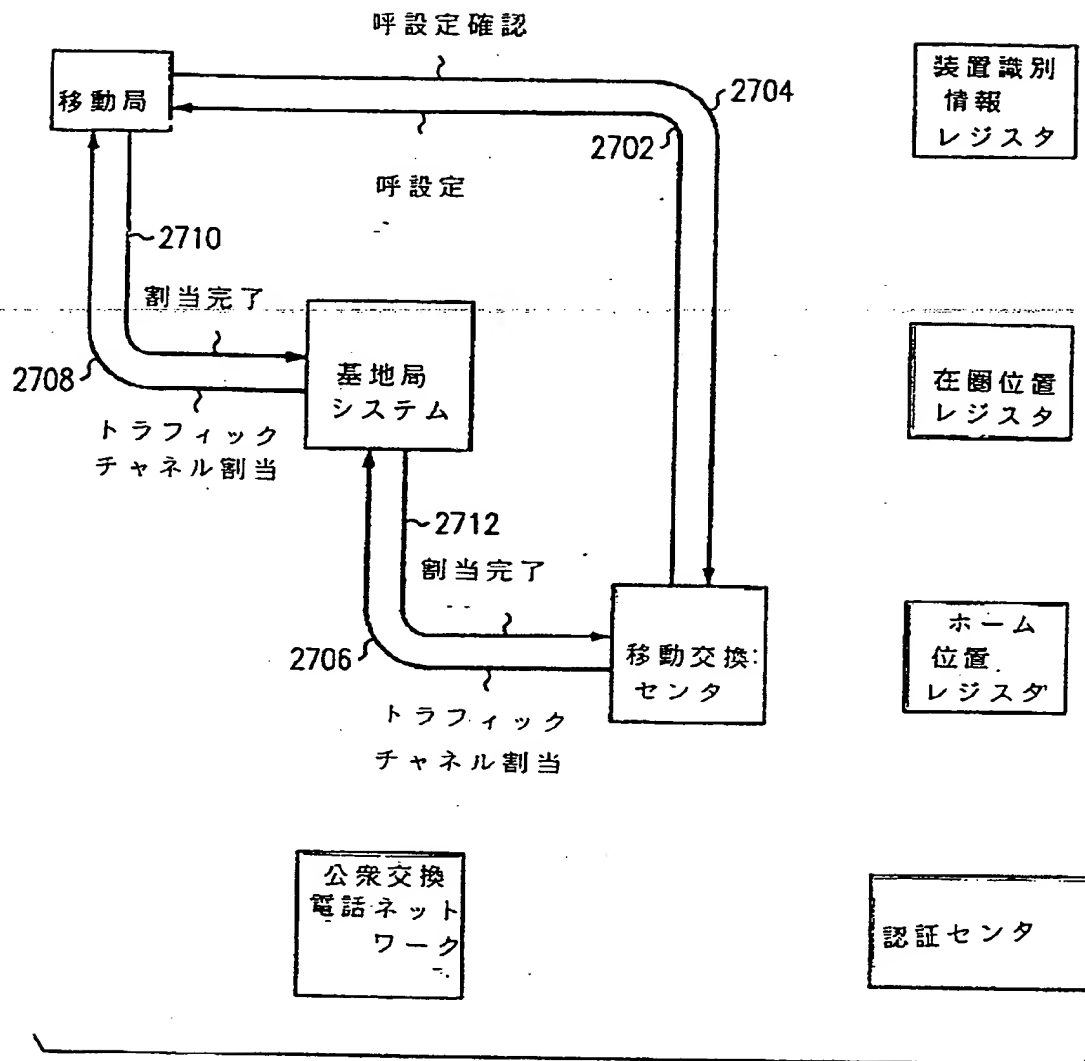 呼設定確認
移動局
装置識別
情報
レジスタ
2704
2702
呼設定
2710
割当完了
2708
基地局
システム
在圏位置
レジスタ
トラフィック
チャネル割当
2712
割当完了
2706
移動交換
センタ
ホーム
位置
レジスタ
トラフィック
チャネル割当
公衆交換
電話ネット
ワーク
認証センタ